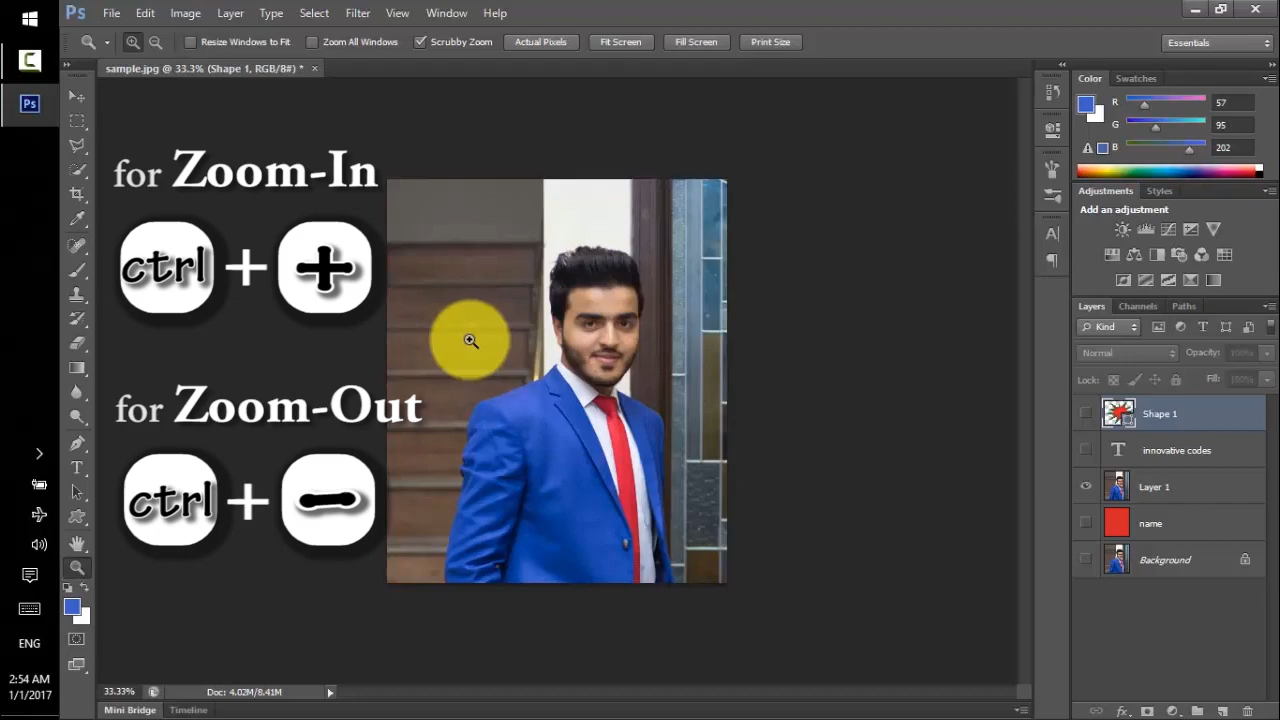 Ps File Edit Image Layer Type Select Filter View Window Help
Resize Windows to Fit Zoom All Windows Scrubby Zoom Actual Pixels Fit Screen Fill Screen Print Size Essentials
sample.jpg @ 33.3% (Shape 1, RGB/8#) * ×
Color Swatches
R 57
G 95
B 202
Adjustments Styles
Add an adjustment
Layers Channels Paths
Kind
Normal Opacity: 100%
Lock: Fill: 100%
Shape 1
innovative codes
Layer 1
name
Background
for Zoom-In
ctrl + +
for Zoom-Out
ctrl + −
Ps
ENG
2:54 AM
1/1/2017
33.33% Doc: 4.02M/8.41M
Mini Bridge Timeline